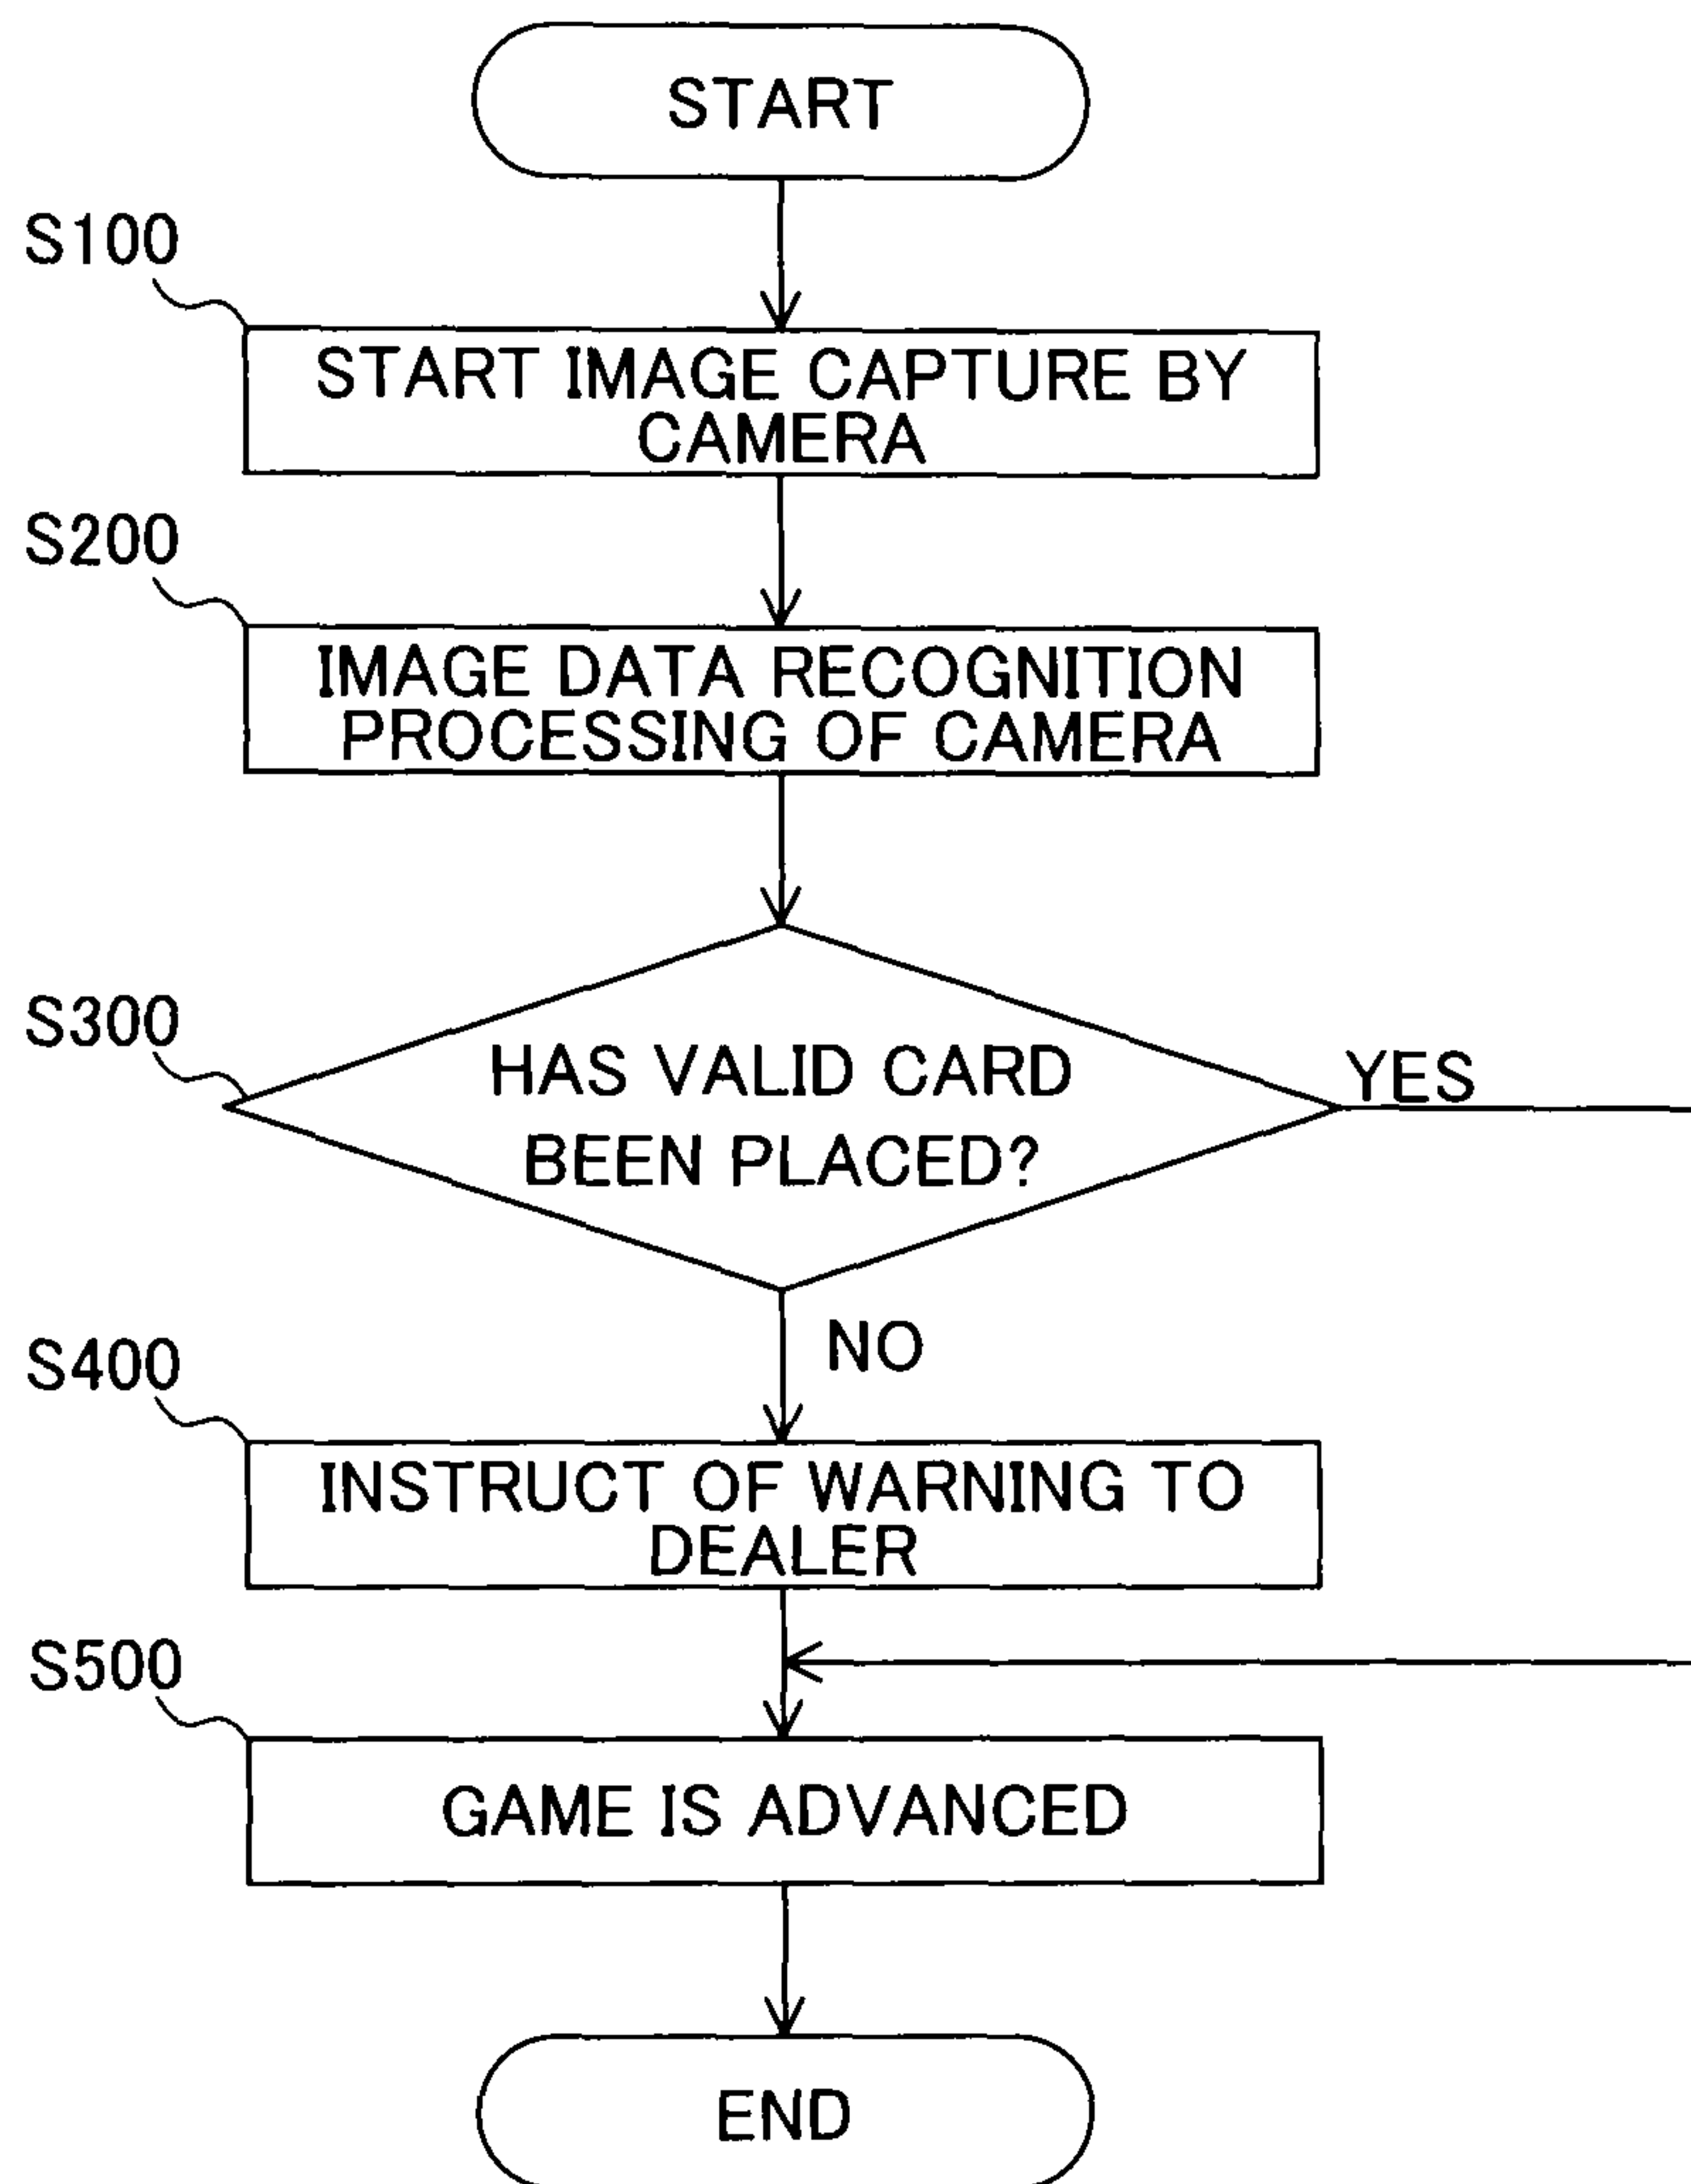 START
S100
START IMAGE CAPTURE BY
CAMERA
S200
IMAGE DATA RECOGNITION
PROCESSING OF CAMERA
S300
HAS VALID CARD
BEEN PLACED?
YES
NO
S400
INSTRUCT OF WARNING TO
DEALER
S500
GAME IS ADVANCED
END